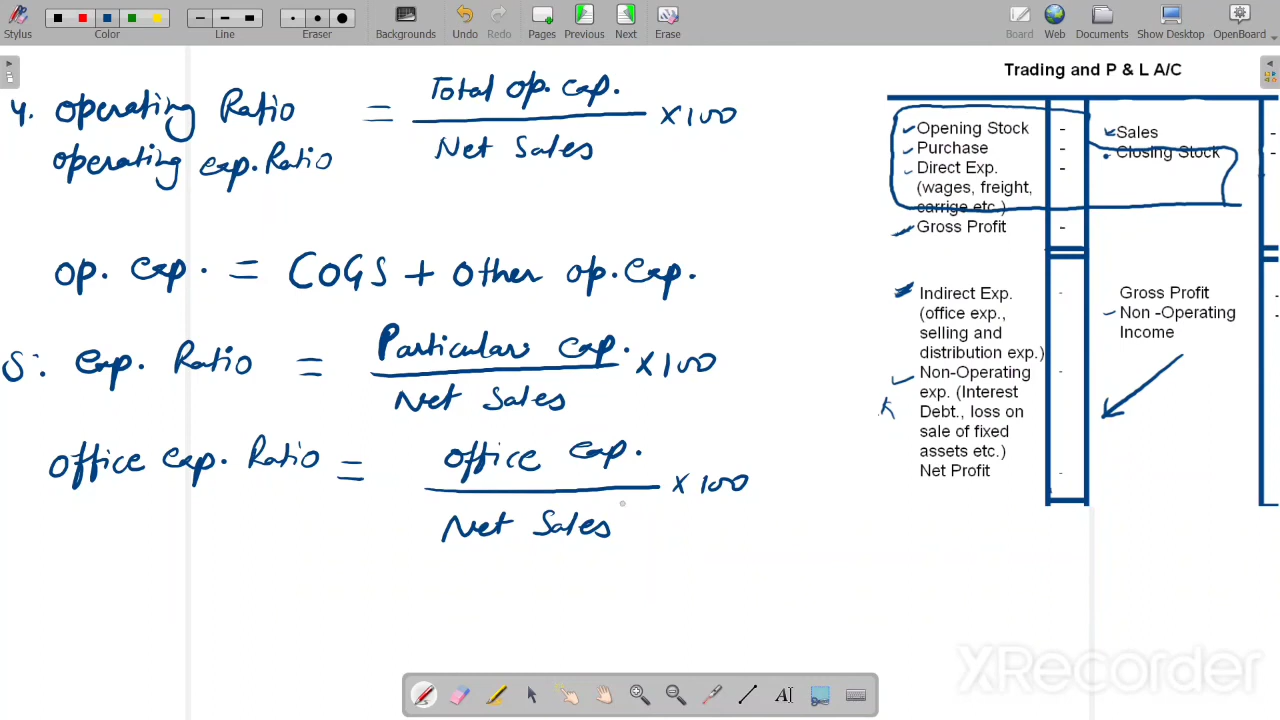 Stylus
Color
Line
Eraser
Backgrounds
Undo
Redo
Pages
Previous
Next
Erase
Board
Web
Documents
Show Desktop
OpenBoard
4. operating Ratio = Total op. exp. / Net Sales ×100
operating exp. Ratio
op. exp. = COGS + Other op. exp.
5. exp. Ratio = Particulars exp. / Net Sales ×100
office exp. Ratio = office exp. / Net Sales ×100
Trading and P & L A/C
Opening Stock -
Purchase -
Direct Exp. -
(wages, freight,
carrige etc.)
Gross Profit -
Sales -
Closing Stock -
Indirect Exp. -
(office exp.,
selling and
distribution exp.)
Non-Operating -
exp. (Interest
Debt., loss on
sale of fixed
assets etc.)
Net Profit -
Gross Profit -
Non -Operating -
Income
XRecorder